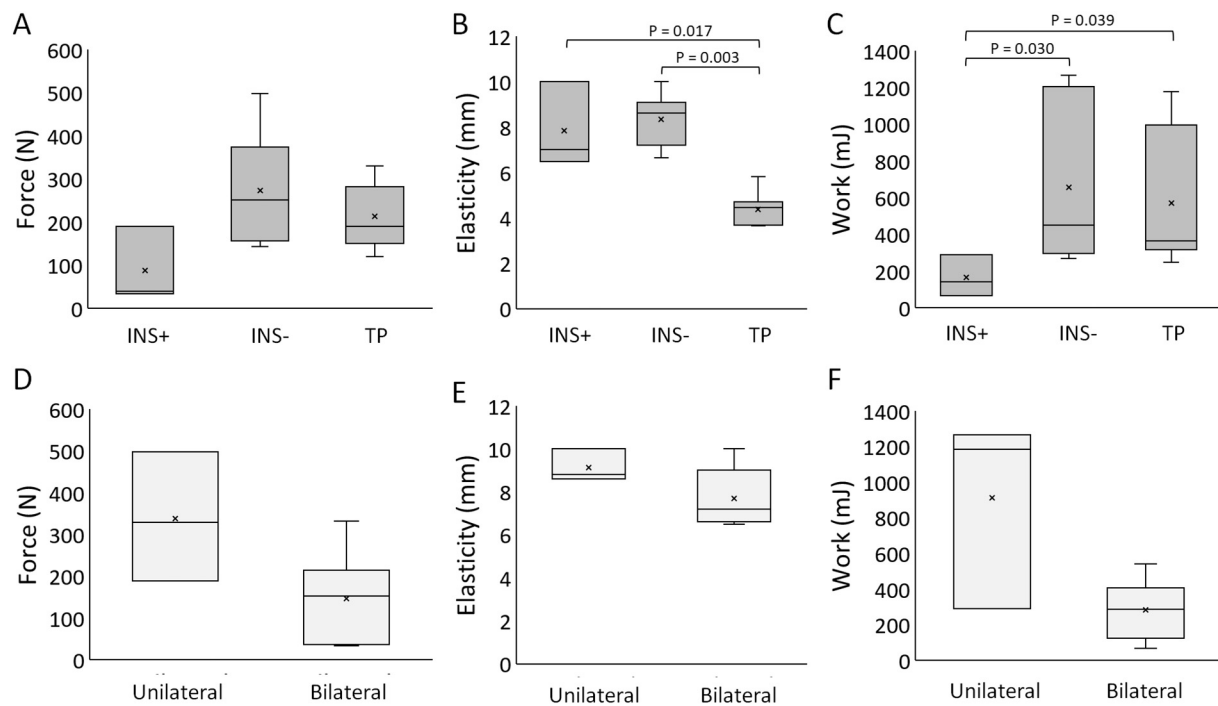 A
Force (N)
600
500
400
300
200
100
0
INS+ INS- TP
B
Elasticity (mm)
12
10
8
6
4
2
0
P = 0.017
P = 0.003
INS+ INS- TP
C
Work (mJ)
1400
1200
1000
800
600
400
200
0
P = 0.039
P = 0.030
INS+ INS- TP
D
Force (N)
600
500
400
300
200
100
0
Unilateral Bilateral
E
Elasticity (mm)
12
10
8
6
4
2
0
Unilateral Bilateral
F
Work (mJ)
1400
1200
1000
800
600
400
200
0
Unilateral Bilateral